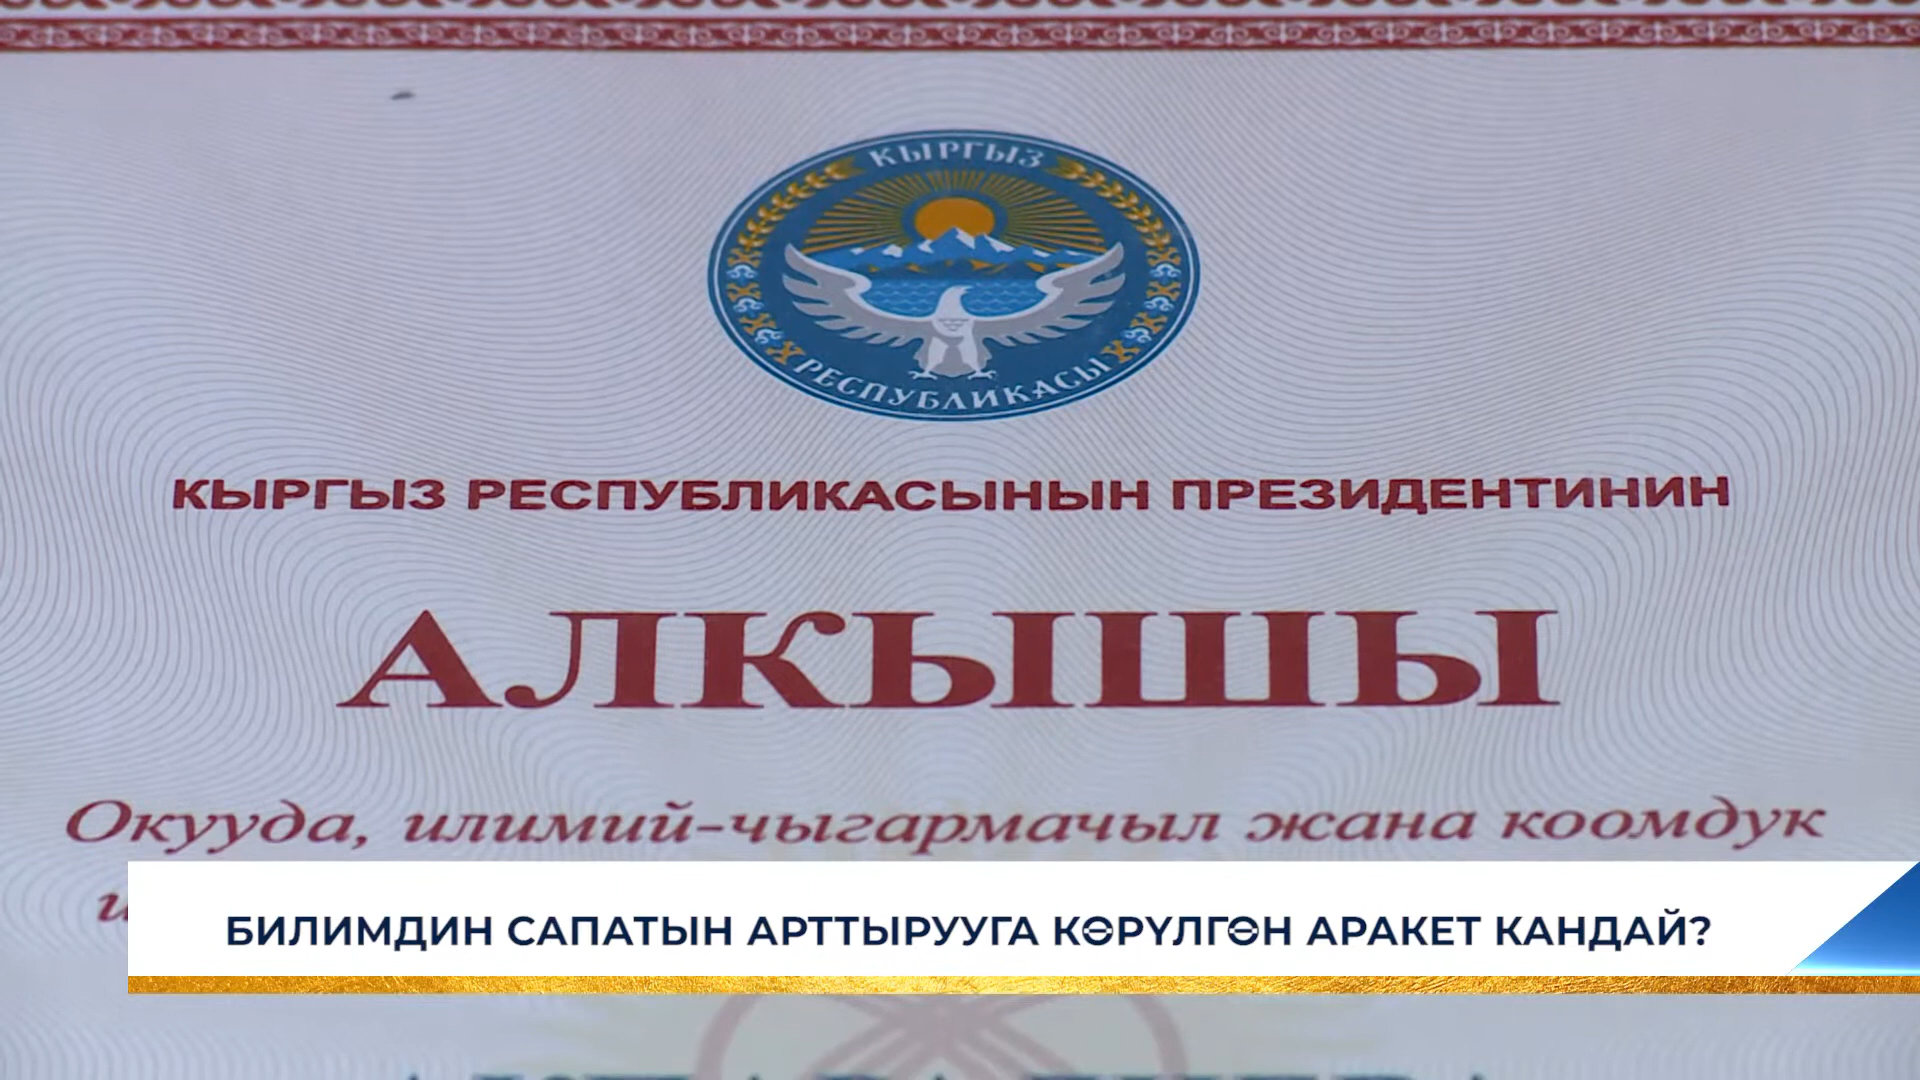 КЫРГЫЗ
РЕСПУБЛИКАСЫ
КЫРГЫЗ РЕСПУБЛИКАСЫНЫН ПРЕЗИДЕНТИНИН
АЛКЫШЫ
Окууда, илимий-чыгармачыл жана коомдук
БИЛИМДИН САПАТЫН АРТТЫРУУГА КӨРҮЛГӨН АРАКЕТ КАНДАЙ?